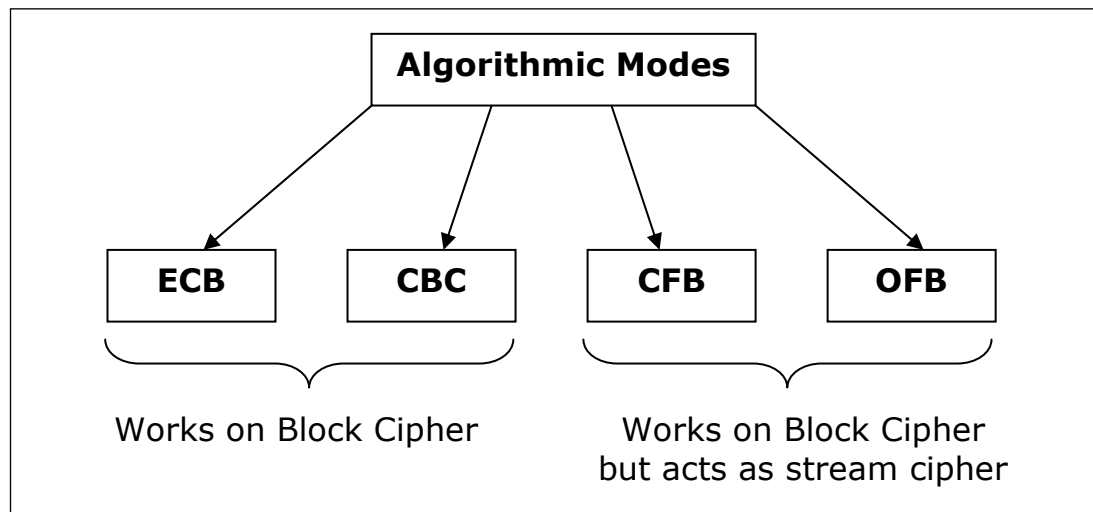 Algorithmic Modes
ECB
CBC
CFB
OFB
Works on Block Cipher
Works on Block Cipher
but acts as stream cipher